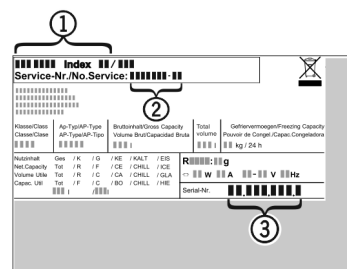 1
Index /
Service-Nr./No.Service: -
2
Klasse/Class Ap-Typ/AP-Type Bruttoinhalt/Gross Capacity Total Gefriervermoegen/Freezing Capacity
Classe/Clase AP-Type/AP-Tipo Volume Brut/Capacidad Bruta volume Pouvoir de Congel./Capac.Congeladora
l l kg / 24 h
Nutzinhalt Ges / K / G / KE / KALT / EIS
Net.Capacity Tot / R / F / CE / CHILL / ICE
Volume Utile Tot / R / C / CA / CHILL / GLA
Capac. Util Tot / F / C / BO / CHILL / HIE
l / l
R : g
W A - V Hz
Serial-Nr. . . .
3